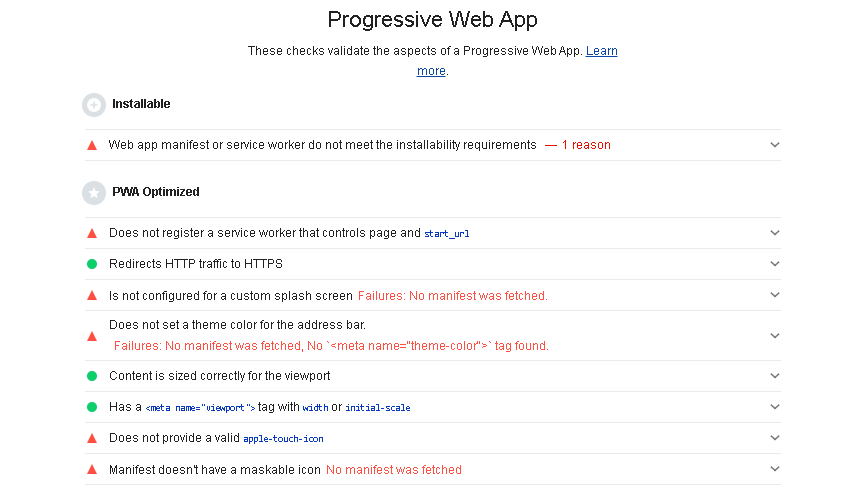 Progressive Web App
These checks validate the aspects of a Progressive Web App. Learn
more.
Installable
Web app manifest or service worker do not meet the installability requirements — 1 reason
PWA Optimized
Does not register a service worker that controls page and start_url
Redirects HTTP traffic to HTTPS
Is not configured for a custom splash screen Failures: No manifest was fetched.
Does not set a theme color for the address bar.
Failures: No manifest was fetched, No `<meta name="theme-color">` tag found.
Content is sized correctly for the viewport
Has a <meta name="viewport"> tag with width or initial-scale
Does not provide a valid apple-touch-icon
Manifest doesn't have a maskable icon No manifest was fetched